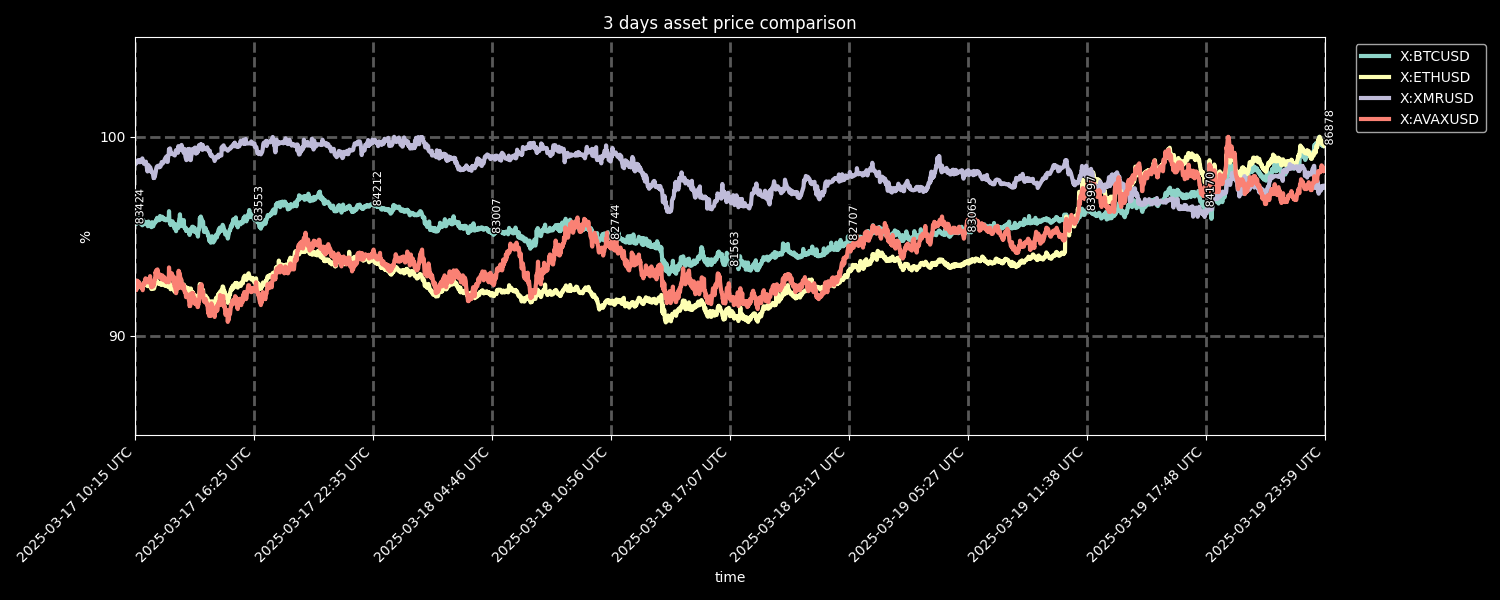 3 days asset price comparison
X:BTCUSD
X:ETHUSD
X:XMRUSD
X:AVAXUSD
100
90
%
83424
83553
84212
83007
82744
81563
82707
83065
83997
84170
86878
2025-03-17 10:15 UTC
2025-03-17 16:25 UTC
2025-03-17 22:35 UTC
2025-03-18 04:46 UTC
2025-03-18 10:56 UTC
2025-03-18 17:07 UTC
2025-03-18 23:17 UTC
2025-03-19 05:27 UTC
2025-03-19 11:38 UTC
2025-03-19 17:48 UTC
2025-03-19 23:59 UTC
time